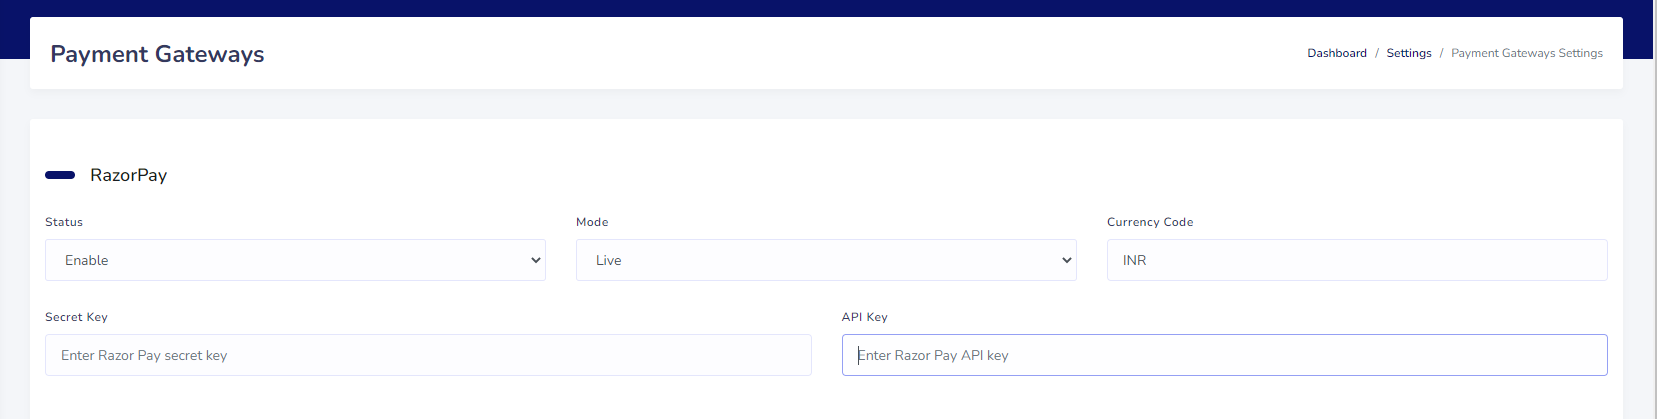 Payment Gateways
Dashboard / Settings / Payment Gateways Settings
RazorPay
Status
Mode
Currency Code
Enable
Live
INR
Secret Key
API Key
Enter Razor Pay secret key
Enter Razor Pay API key